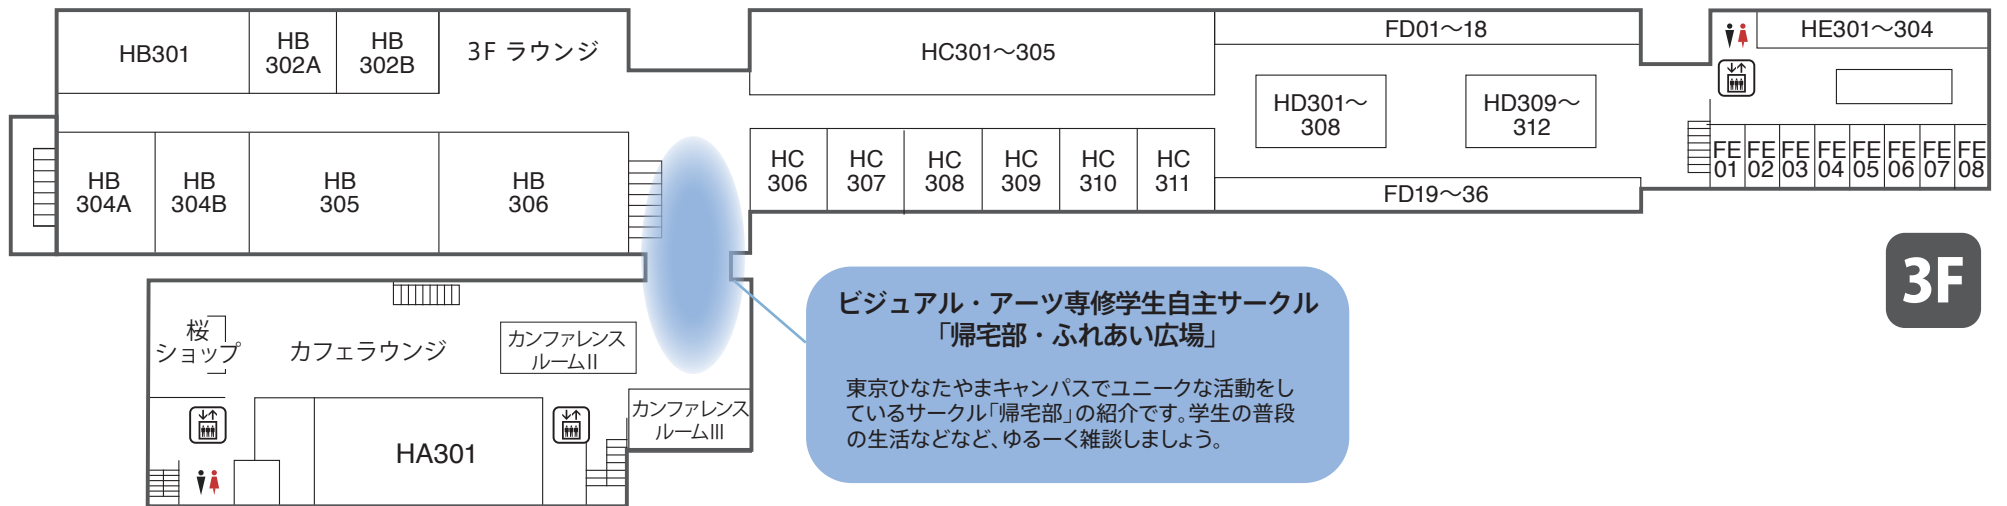 HB301
HB
302A
HB
302B
3F ラウンジ
HC301～305
FD01～18
HE301～304
HD301～
308
HD309～
312
HB
304A
HB
304B
HB
305
HB
306
HC
306
HC
307
HC
308
HC
309
HC
310
HC
311
FD19～36
FE
01
FE
02
FE
03
FE
04
FE
05
FE
06
FE
07
FE
08
3F
桜
ショップ
カフェラウンジ
カンファレンス
ルームII
カンファレンス
ルームIII
HA301
ビジュアル・アーツ専修学生自主サークル
「帰宅部・ふれあい広場」
東京ひなたやまキャンパスでユニークな活動をし
ているサークル「帰宅部」の紹介です。学生の普段
の生活などなど、ゆるーく雑談しましょう。